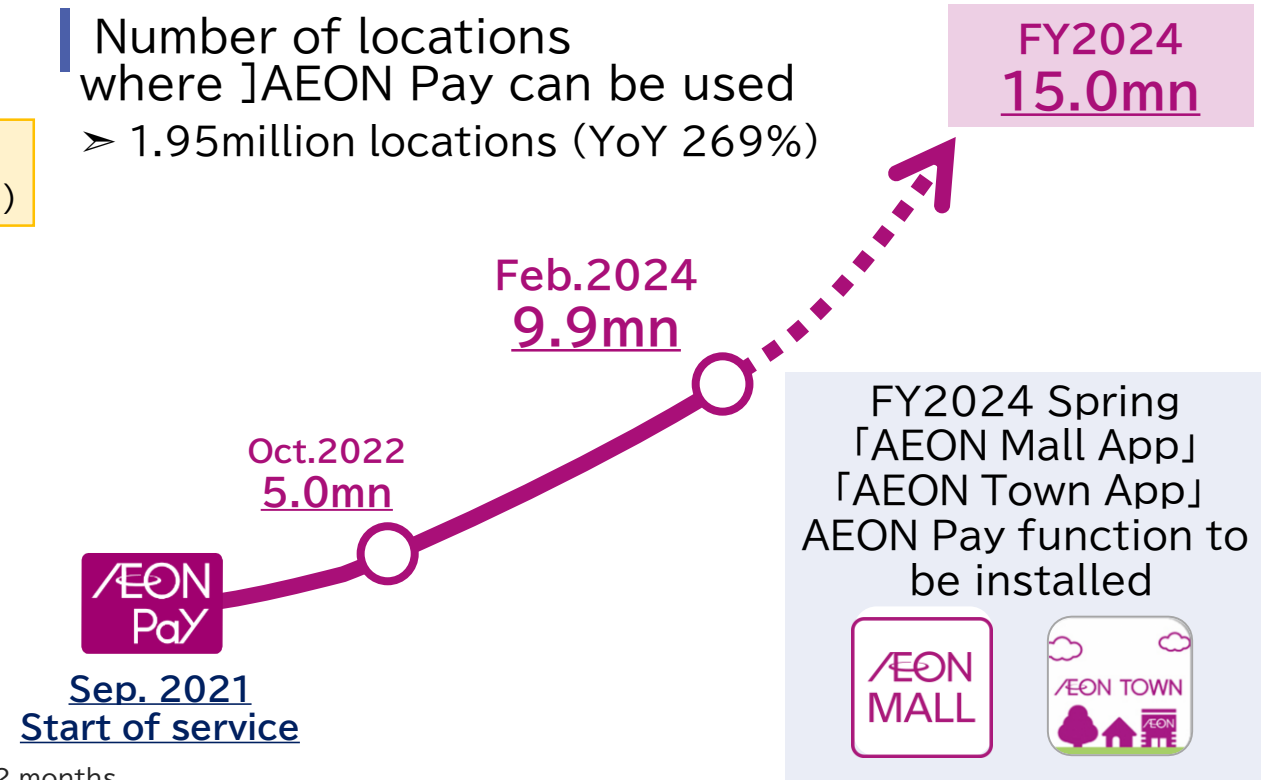 Number of locations
where ]AEON Pay can be used
➢ 1.95million locations (YoY 269%)
)
FY2024
15.0mn
Feb.2024
9.9mn
Oct.2022
5.0mn
ÆON
Pay
Sep. 2021
Start of service
FY2024 Spring
「AEON Mall App」
「AEON Town App」
AEON Pay function to
be installed
ÆON
MALL
ÆON TOWN
ÆON
months